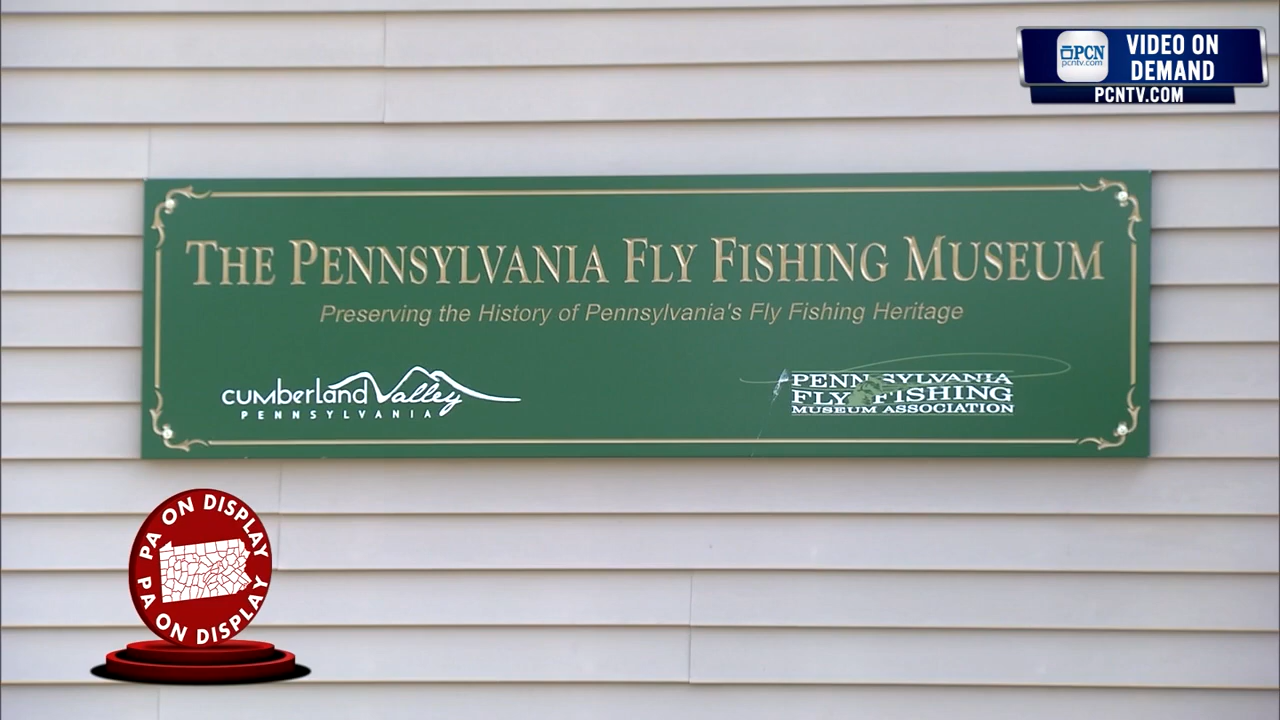 PCN
pcntv.com
VIDEO ON
DEMAND
PCNTV.COM
THE PENNSYLVANIA FLY FISHING MUSEUM
Preserving the History of Pennsylvania's Fly Fishing Heritage
cumberland Valley
PENNSYLVANIA
PENNSYLVANIA
FLY FISHING
MUSEUM ASSOCIATION
PA ON DISPLAY
PA ON DISPLAY